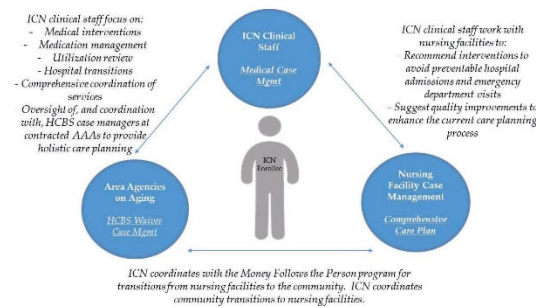 ICN clinical staff focus on:
- Medical interventions
- Medication management
- Utilization review
- Hospital transitions
- Comprehensive coordination of
services
Oversight of, and coordination
with, HCBS case managers at
contracted AAAs to provide
holistic care planning
ICN Clinical
Staff
Medical Case
Mgmt
ICN clinical staff work with
nursing facilities to:
- Recommend interventions to
avoid preventable hospital
admissions and emergency
department visits
- Suggest quality improvements to
enhance the current care planning
process
ICN
Enrollee
Area Agencies
on Aging
HCBS Waiver
Case Mgmt
Nursing
Facility Case
Management
Comprehensive
Care Plan
ICN coordinates with the Money Follows the Person program for
transitions from nursing facilities to the community. ICN coordinates
community transitions to nursing facilities.